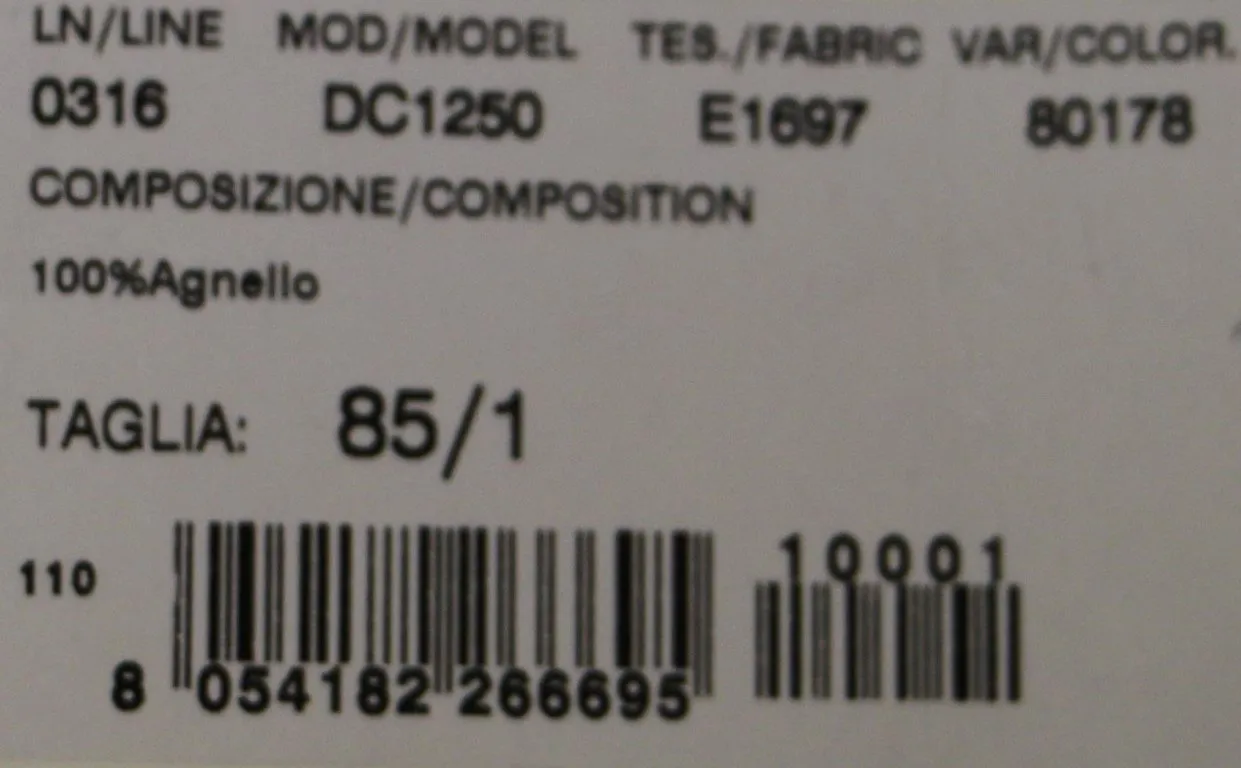 LN/LINE MOD/MODEL TES./FABRIC VAR/COLOR.
0316 DC1250 E1697 80178
COMPOSIZIONE/COMPOSITION
100%Agnello
TAGLIA: 85/1
10001
110
8 054182 266695